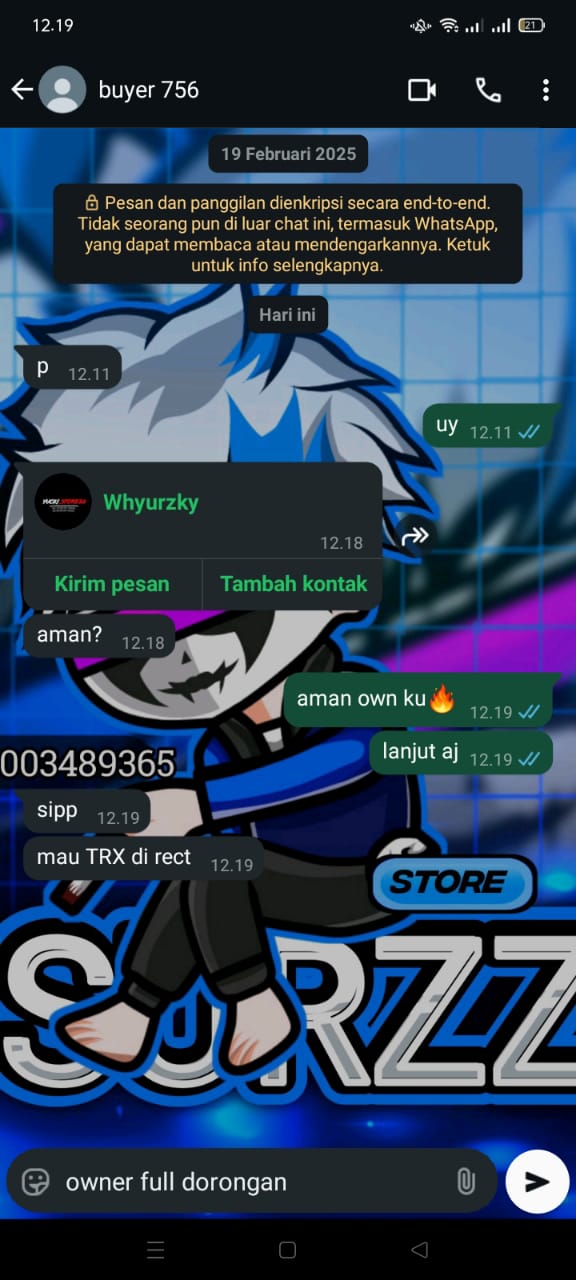 12.19
21
buyer 756
19 Februari 2025
Pesan dan panggilan dienkripsi secara end-to-end.
Tidak seorang pun di luar chat ini, termasuk WhatsApp,
yang dapat membaca atau mendengarkannya. Ketuk
untuk info selengkapnya.
Hari ini
p 12.11
uy 12.11
Whyurzky
12.18
Kirim pesan Tambah kontak
aman? 12.18
aman own ku🔥 12.19
lanjut aj 12.19
003489365
sipp 12.19
mau TRX di rect 12.19
STORE
SURZZ
owner full dorongan